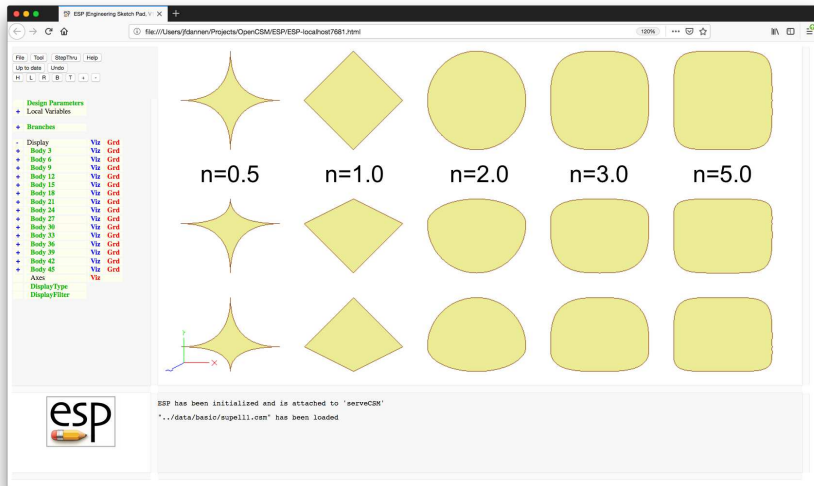 ESP [Engineering Sketch Pad, V
file:///Users/jfdannen/Projects/OpenCSM/ESP/ESP-localhost7681.html
120%
File Tool StepThru Help
Up to date Undo
H L R B T + -
Design Parameters
+ Local Variables
+ Branches
- Display Viz Grd
+ Body 3 Viz Grd
+ Body 6 Viz Grd
+ Body 9 Viz Grd
+ Body 12 Viz Grd
+ Body 15 Viz Grd
+ Body 18 Viz Grd
+ Body 21 Viz Grd
+ Body 24 Viz Grd
+ Body 27 Viz Grd
+ Body 30 Viz Grd
+ Body 33 Viz Grd
+ Body 36 Viz Grd
+ Body 39 Viz Grd
+ Body 42 Viz Grd
+ Body 45 Viz Grd
Axes Viz
DisplayType
DisplayFilter
n=0.5 n=1.0 n=2.0 n=3.0 n=5.0
X
esp
ESP has been initialized and is attached to 'serveCSM'
"../data/basic/supell1.csm" has been loaded